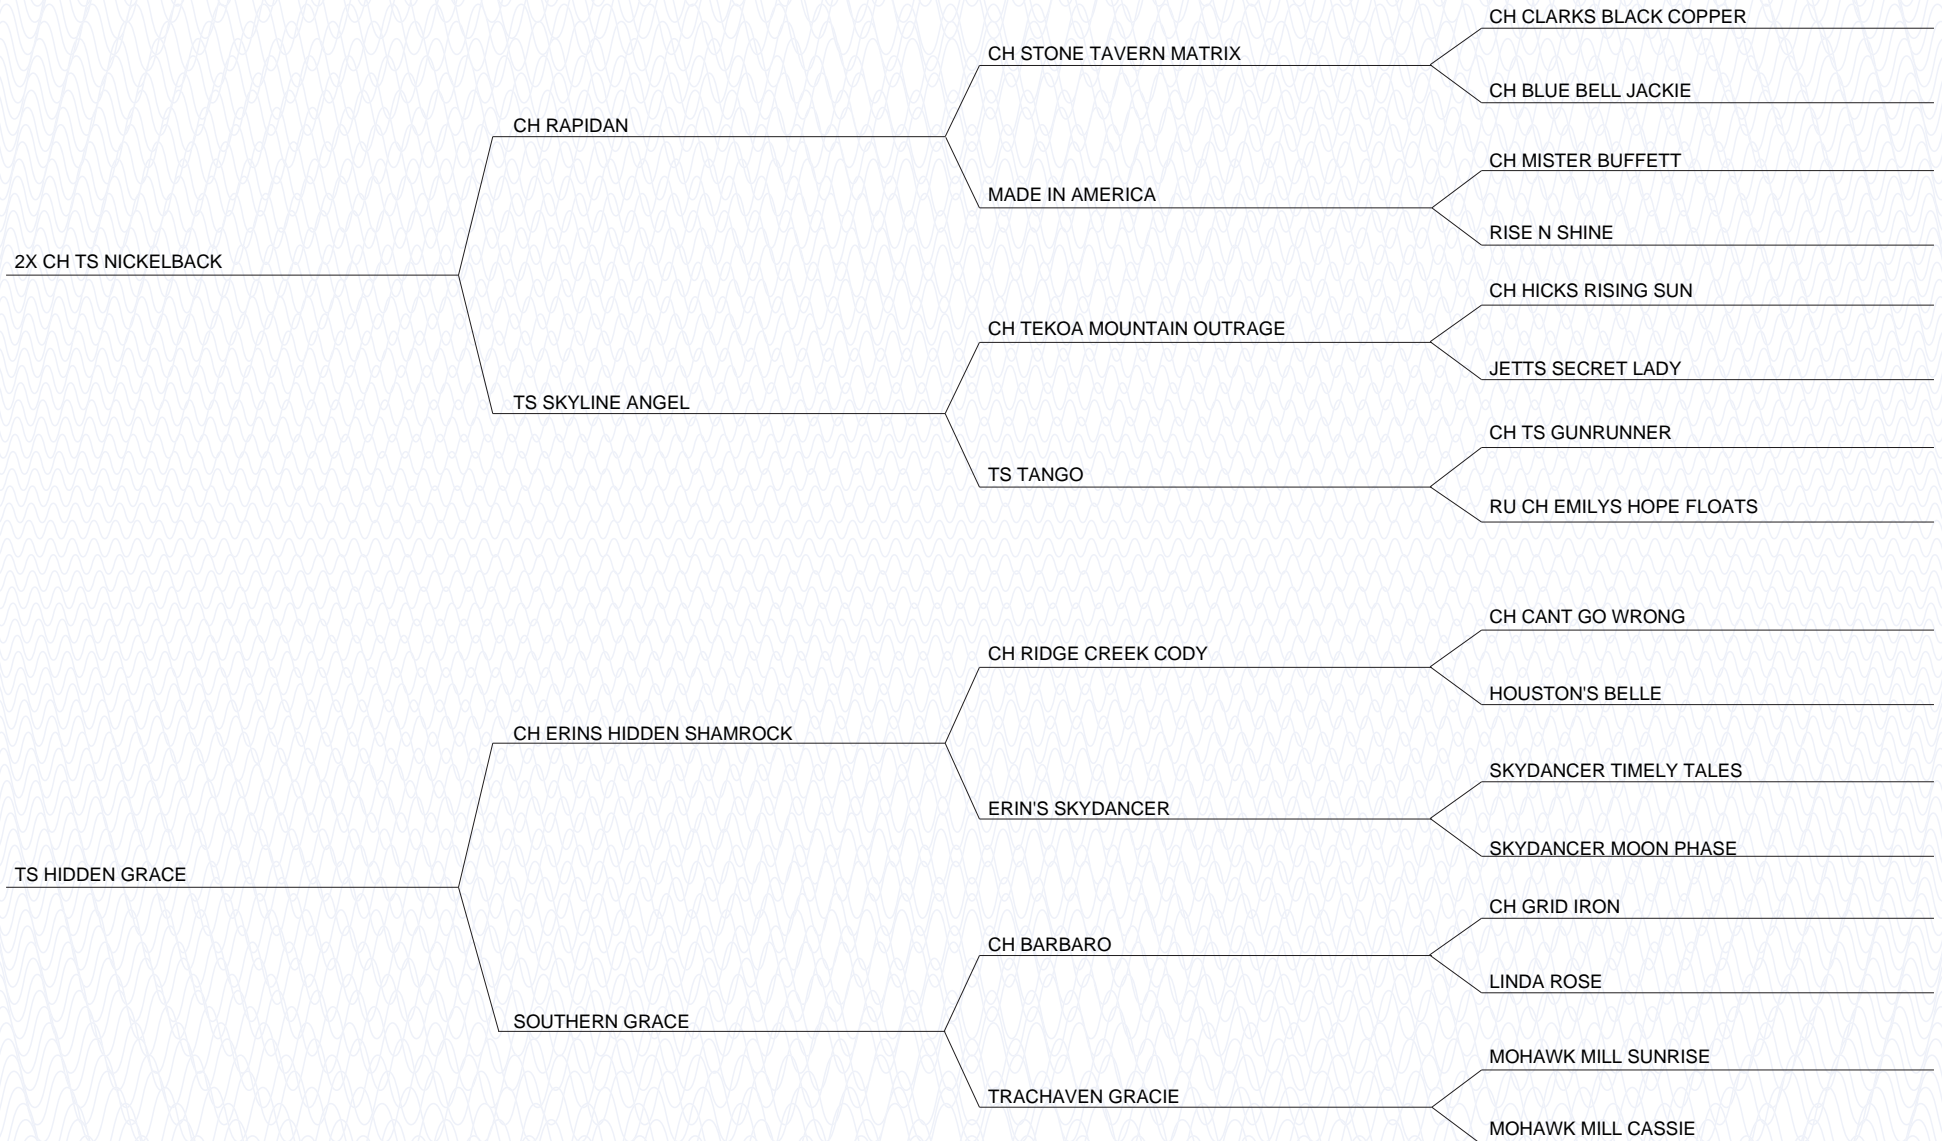 CH CLARKS BLACK COPPER
CH STONE TAVERN MATRIX
CH BLUE BELL JACKIE
CH RAPIDAN
CH MISTER BUFFETT
MADE IN AMERICA
RISE N SHINE
2X CH TS NICKELBACK
CH HICKS RISING SUN
CH TEKOA MOUNTAIN OUTRAGE
JETTS SECRET LADY
TS SKYLINE ANGEL
CH TS GUNRUNNER
TS TANGO
RU CH EMILYS HOPE FLOATS
CH CANT GO WRONG
CH RIDGE CREEK CODY
HOUSTON'S BELLE
CH ERINS HIDDEN SHAMROCK
SKYDANCER TIMELY TALES
ERIN'S SKYDANCER
SKYDANCER MOON PHASE
TS HIDDEN GRACE
CH GRID IRON
CH BARBARO
LINDA ROSE
SOUTHERN GRACE
MOHAWK MILL SUNRISE
TRACHAVEN GRACIE
MOHAWK MILL CASSIE